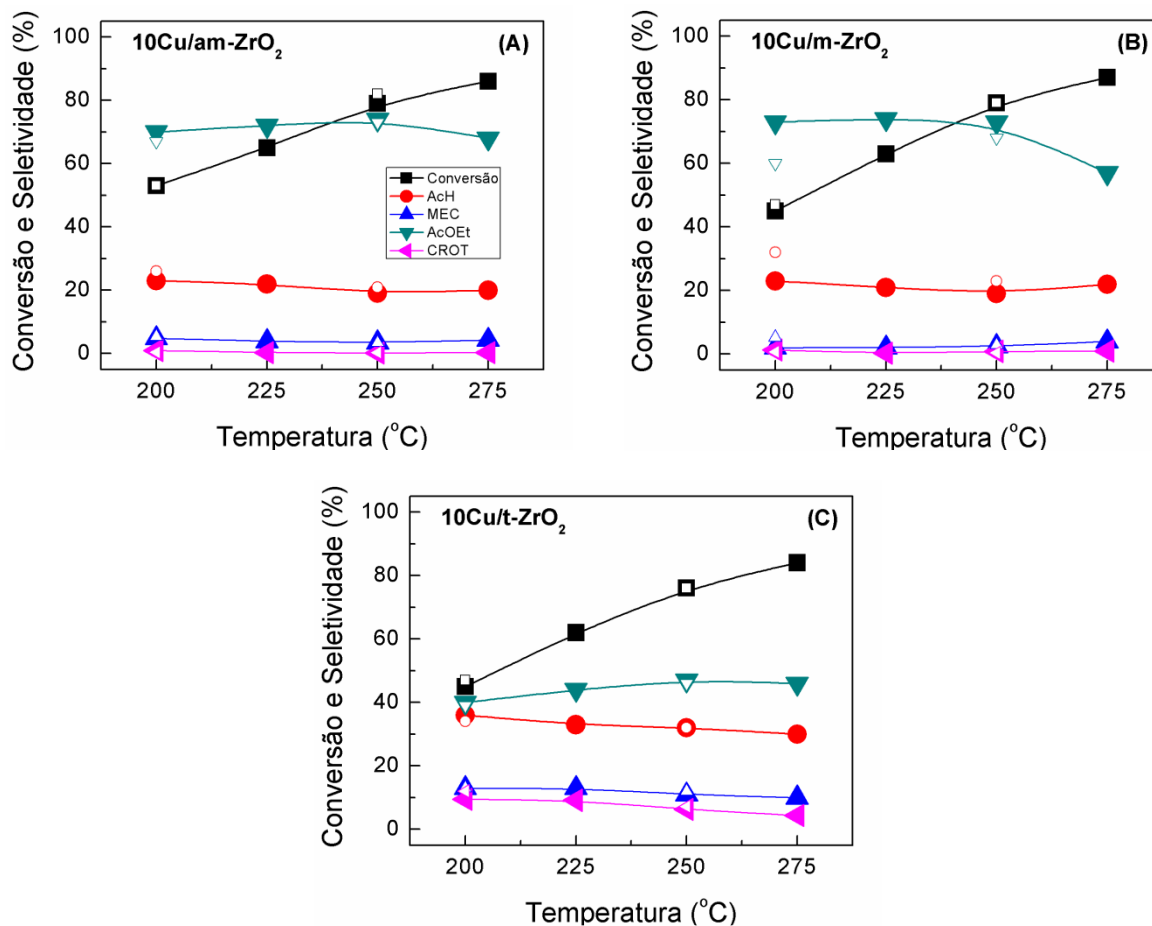 10Cu/am-ZrO₂
(A)
Conversão e Seletividade (%)
100
80
60
40
20
0
Conversão
AcH
MEC
AcOEt
CROT
200 225 250 275
Temperatura (°C)
10Cu/m-ZrO₂
(B)
Conversão e Seletividade (%)
100
80
60
40
20
0
200 225 250 275
Temperatura (°C)
10Cu/t-ZrO₂
(C)
Conversão e Seletividade (%)
100
80
60
40
20
0
200 225 250 275
Temperatura (°C)